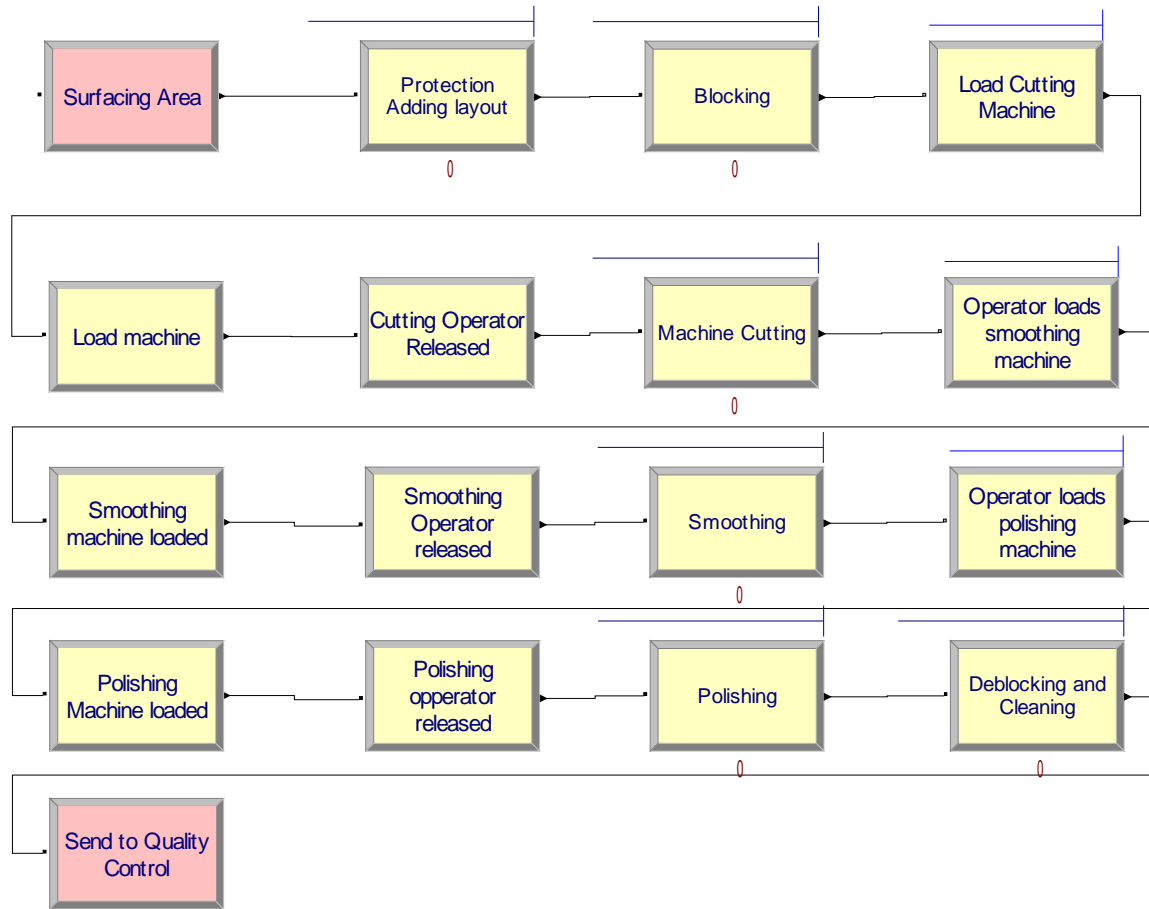 Surfacing Area
Protection
Adding layout
0
Blocking
0
Load Cutting
Machine
Load machine
Cutting Operator
Released
Machine Cutting
0
Operator loads
smoothing
machine
Smoothing
machine loaded
Smoothing
Operator
released
Smoothing
0
Operator loads
polishing
machine
Polishing
Machine loaded
Polishing
opperator
released
Polishing
0
Deblocking and
Cleaning
0
Send to Quality
Control